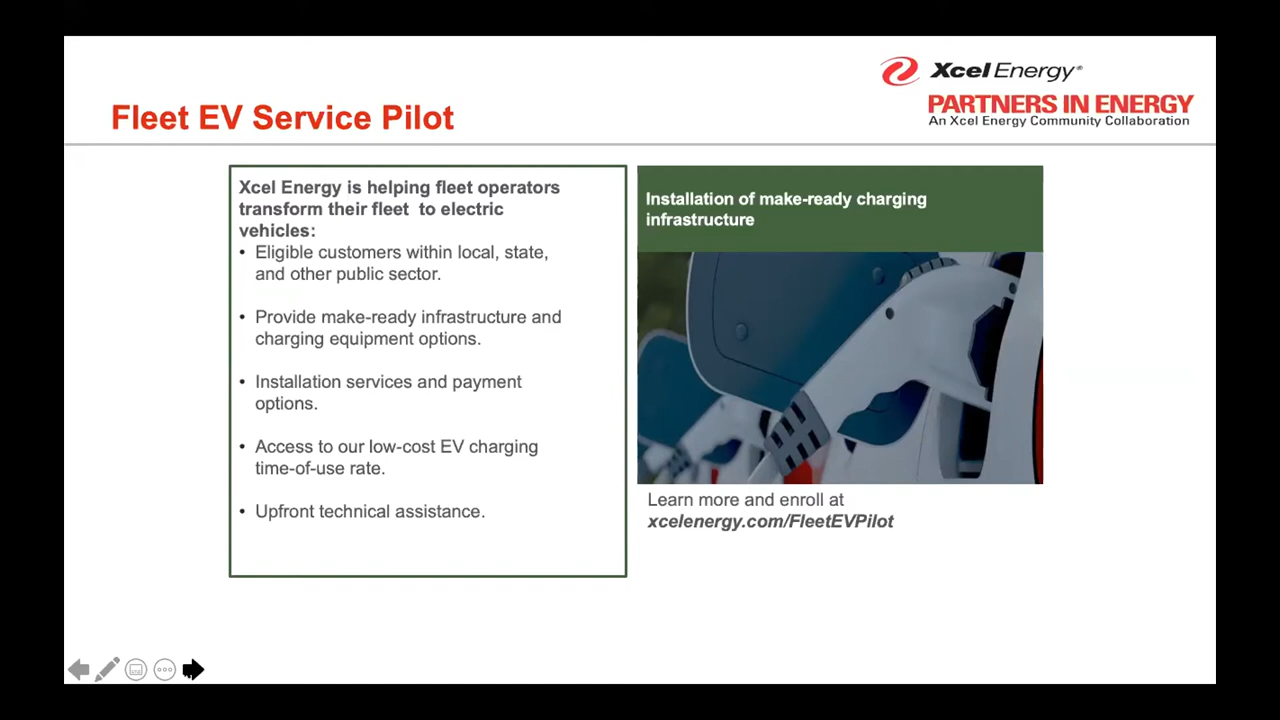 Xcel Energy®
PARTNERS IN ENERGY
An Xcel Energy Community Collaboration
Fleet EV Service Pilot
Xcel Energy is helping fleet operators
transform their fleet to electric
vehicles:
• Eligible customers within local, state,
and other public sector.
• Provide make-ready infrastructure and
charging equipment options.
• Installation services and payment
options.
• Access to our low-cost EV charging
time-of-use rate.
• Upfront technical assistance.
Installation of make-ready charging
infrastructure
Learn more and enroll at
xcelenergy.com/FleetEVPilot